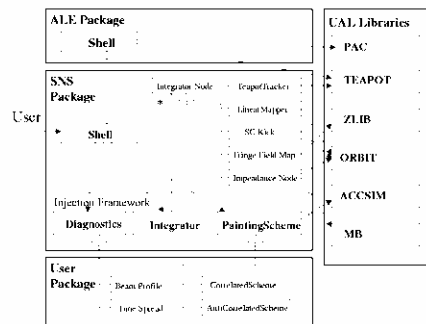 ALE Package
Shell
UAL Libraries
PAC
TEAPOT
ZLIB
ORBIT
ACCSIM
MB
SNS
Package
Integrator Node
TeapotTracker
LinearMapper
SC Kick
Fringe Field Map
Impedance Node
User
Shell
Injection Framework
Diagnostics
Integrator
PaintingScheme
User
Package
Beam Profile
CorrelatedScheme
Tune Spread
AntiCorrelatedScheme